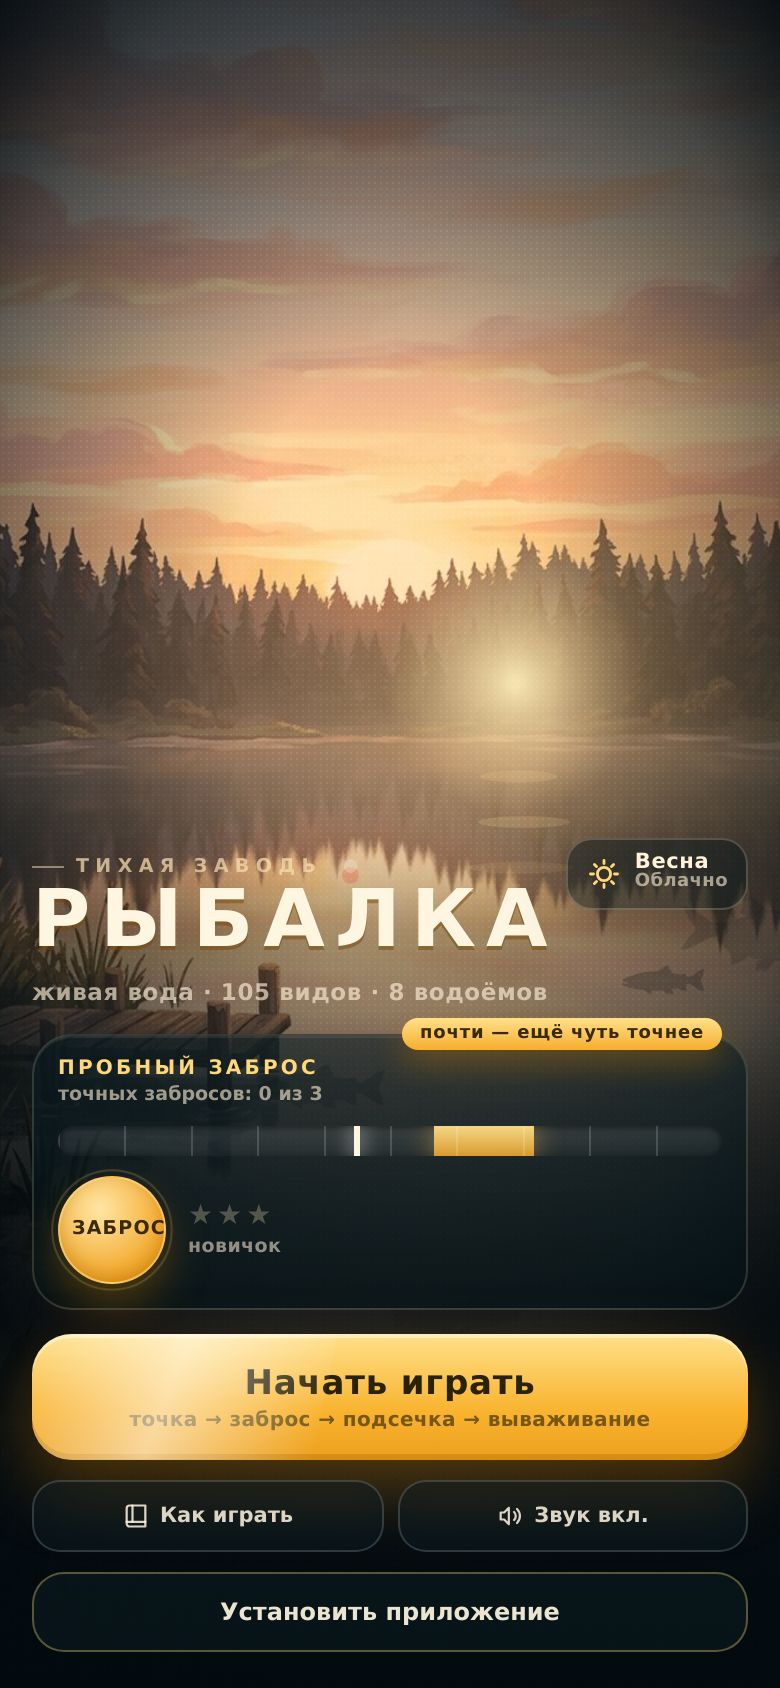 ТИХАЯ ЗАВОДЬ
РЫБАЛКА
Весна
Облачно
живая вода · 105 видов · 8 водоёмов
почти — ещё чуть точнее
ПРОБНЫЙ ЗАБРОС
точных забросов: 0 из 3
ЗАБРОС
★★★
новичок
Начать играть
точка → заброс → подсечка → вываживание
Как играть
Звук вкл.
Установить приложение